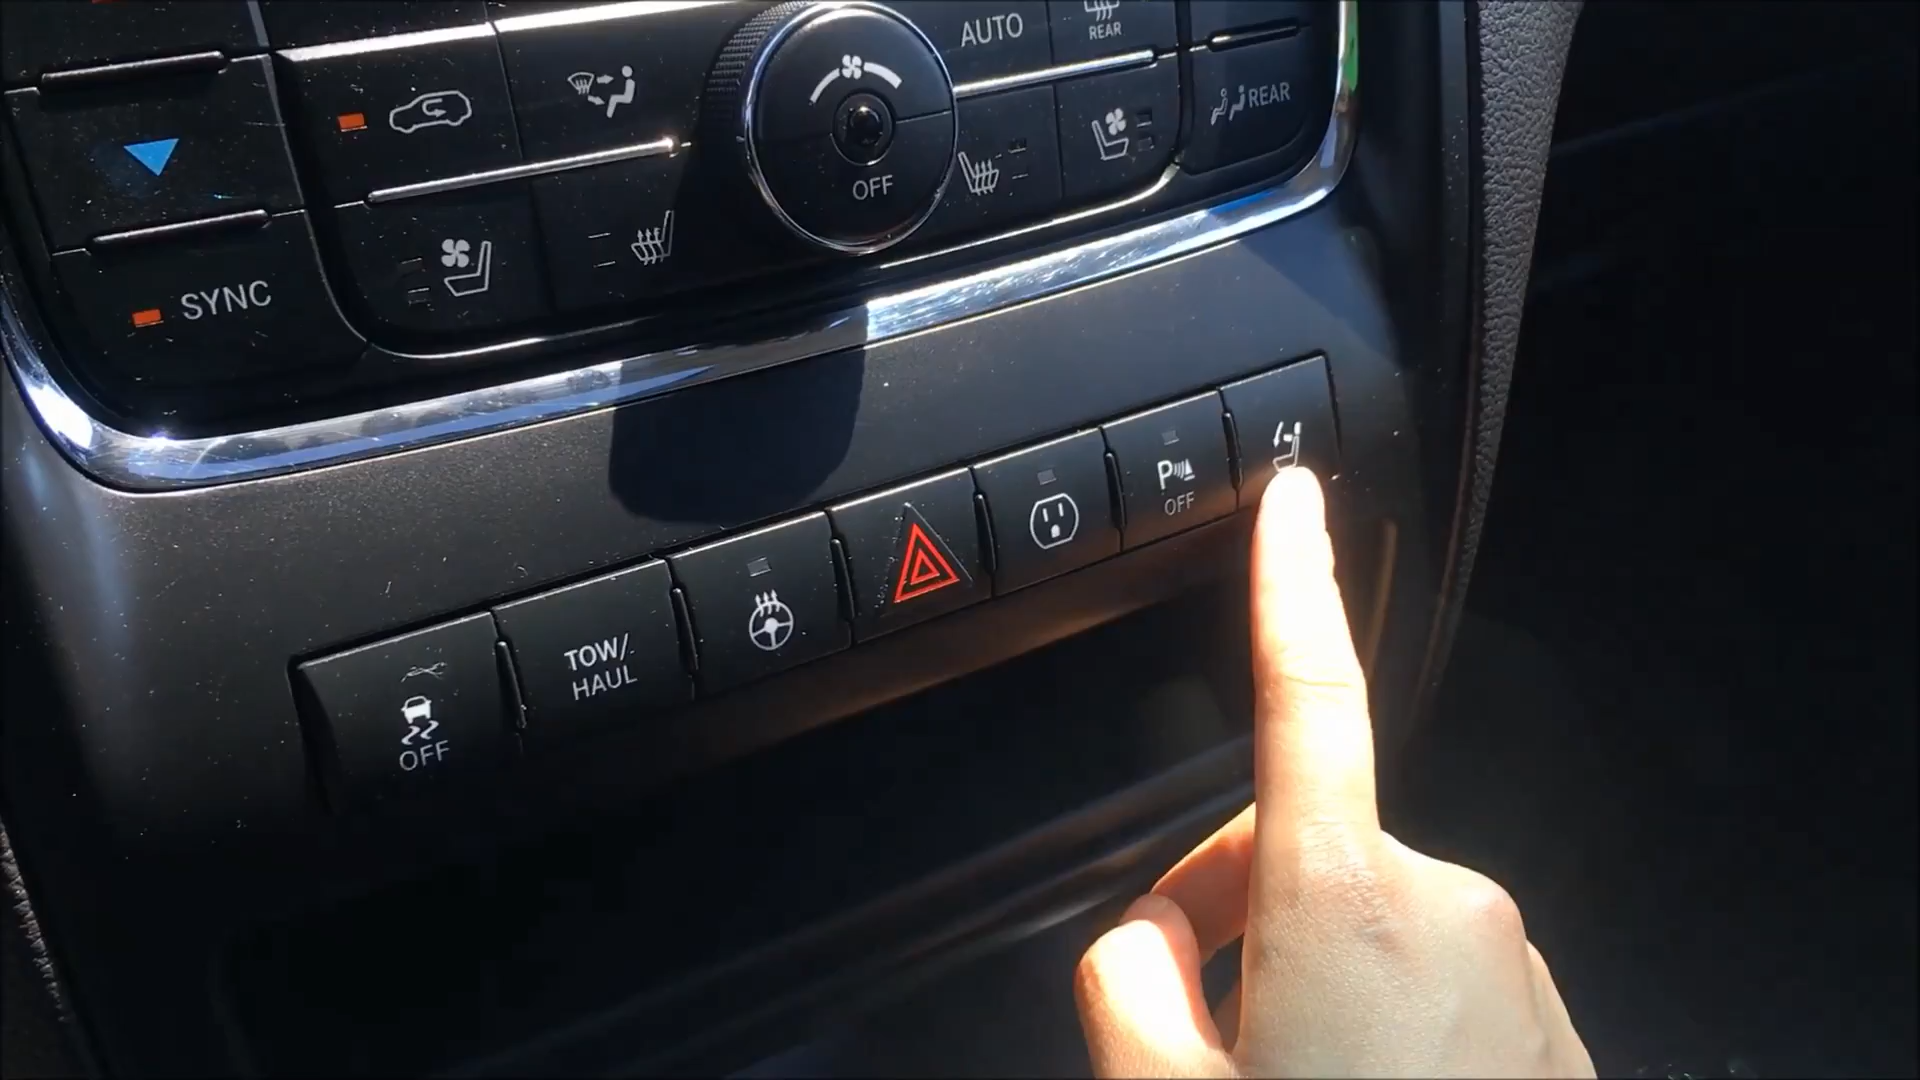 AUTO
REAR
REAR
OFF
SYNC
P
OFF
TOW/
HAUL
OFF